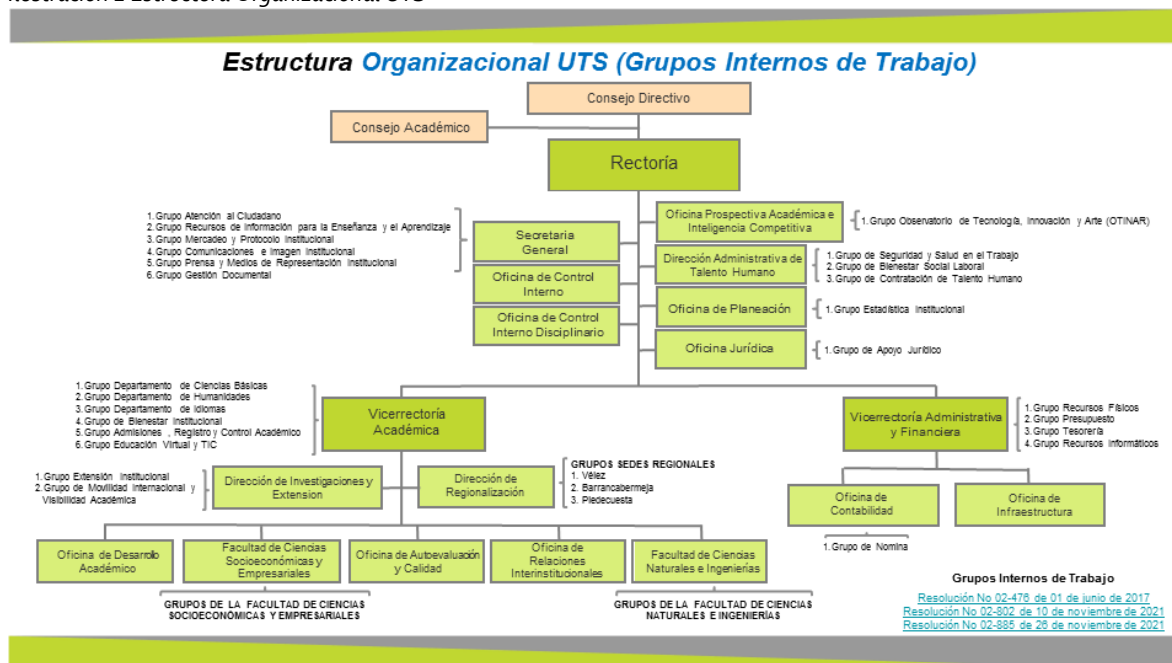 Ilustración 2 Estructura Organizacional UTS
Estructura Organizacional UTS (Grupos Internos de Trabajo)
Consejo Directivo
Consejo Académico
Rectoría
1. Grupo Atención al Ciudadano
2. Grupo Recursos de Información para la Enseñanza y el Aprendizaje
3. Grupo Mercadeo y Protocolo Institucional
4. Grupo Comunicaciones e Imagen Institucional
5. Grupo Prensa y Medios de Representación Institucional
6. Grupo Gestión Documental
Secretaria
General
Oficina de Control
Interno
Oficina de Control
Interno Disciplinario
Oficina Prospectiva Académica e
Inteligencia Competitiva
1. Grupo Observatorio de Tecnología, Innovación y Arte (OTINAR)
Dirección Administrativa de
Talento Humano
1. Grupo de Seguridad y Salud en el Trabajo
2. Grupo de Bienestar Social Laboral
3. Grupo de Contratación de Talento Humano
Oficina de Planeación
1. Grupo Estadística Institucional
Oficina Jurídica
1. Grupo de Apoyo Jurídico
1. Grupo Departamento de Ciencias Básicas
2. Grupo Departamento de Humanidades
3. Grupo Departamento de Idiomas
4. Grupo de Bienestar Institucional
5. Grupo Admisiones , Registro y Control Académico
6. Grupo Educación Virtual y TIC
Vicerrectoría
Académica
Vicerrectoría Administrativa
y Financiera
1. Grupo Recursos Físicos
2. Grupo Presupuesto
3. Grupo Tesorería
4. Grupo Recursos Informáticos
1. Grupo Extensión Institucional
2. Grupo de Movilidad Internacional y
Visibilidad Académica
Dirección de Investigaciones y
Extension
Dirección de
Regionalización
GRUPOS SEDES REGIONALES
1. Vélez
2. Barrancabermeja
3. Piedecuesta
Oficina de
Contabilidad
Oficina de
Infraestructura
1. Grupo de Nomina
Oficina de Desarrollo
Académico
Facultad de Ciencias
Socioeconómicas y
Empresariales
Oficina de Autoevaluación
y Calidad
Oficina de
Relaciones
Interinstitucionales
Facultad de Ciencias
Naturales e Ingenierías
GRUPOS DE LA FACULTAD DE CIENCIAS
SOCIOECONÓMICAS Y EMPRESARIALES
GRUPOS DE LA FACULTAD DE CIENCIAS
NATURALES E INGENIERÍAS
Grupos Internos de Trabajo
Resolución No 02-476 de 01 de junio de 2017
Resolución No 02-802 de 10 de noviembre de 2021
Resolución No 02-885 de 26 de noviembre de 2021